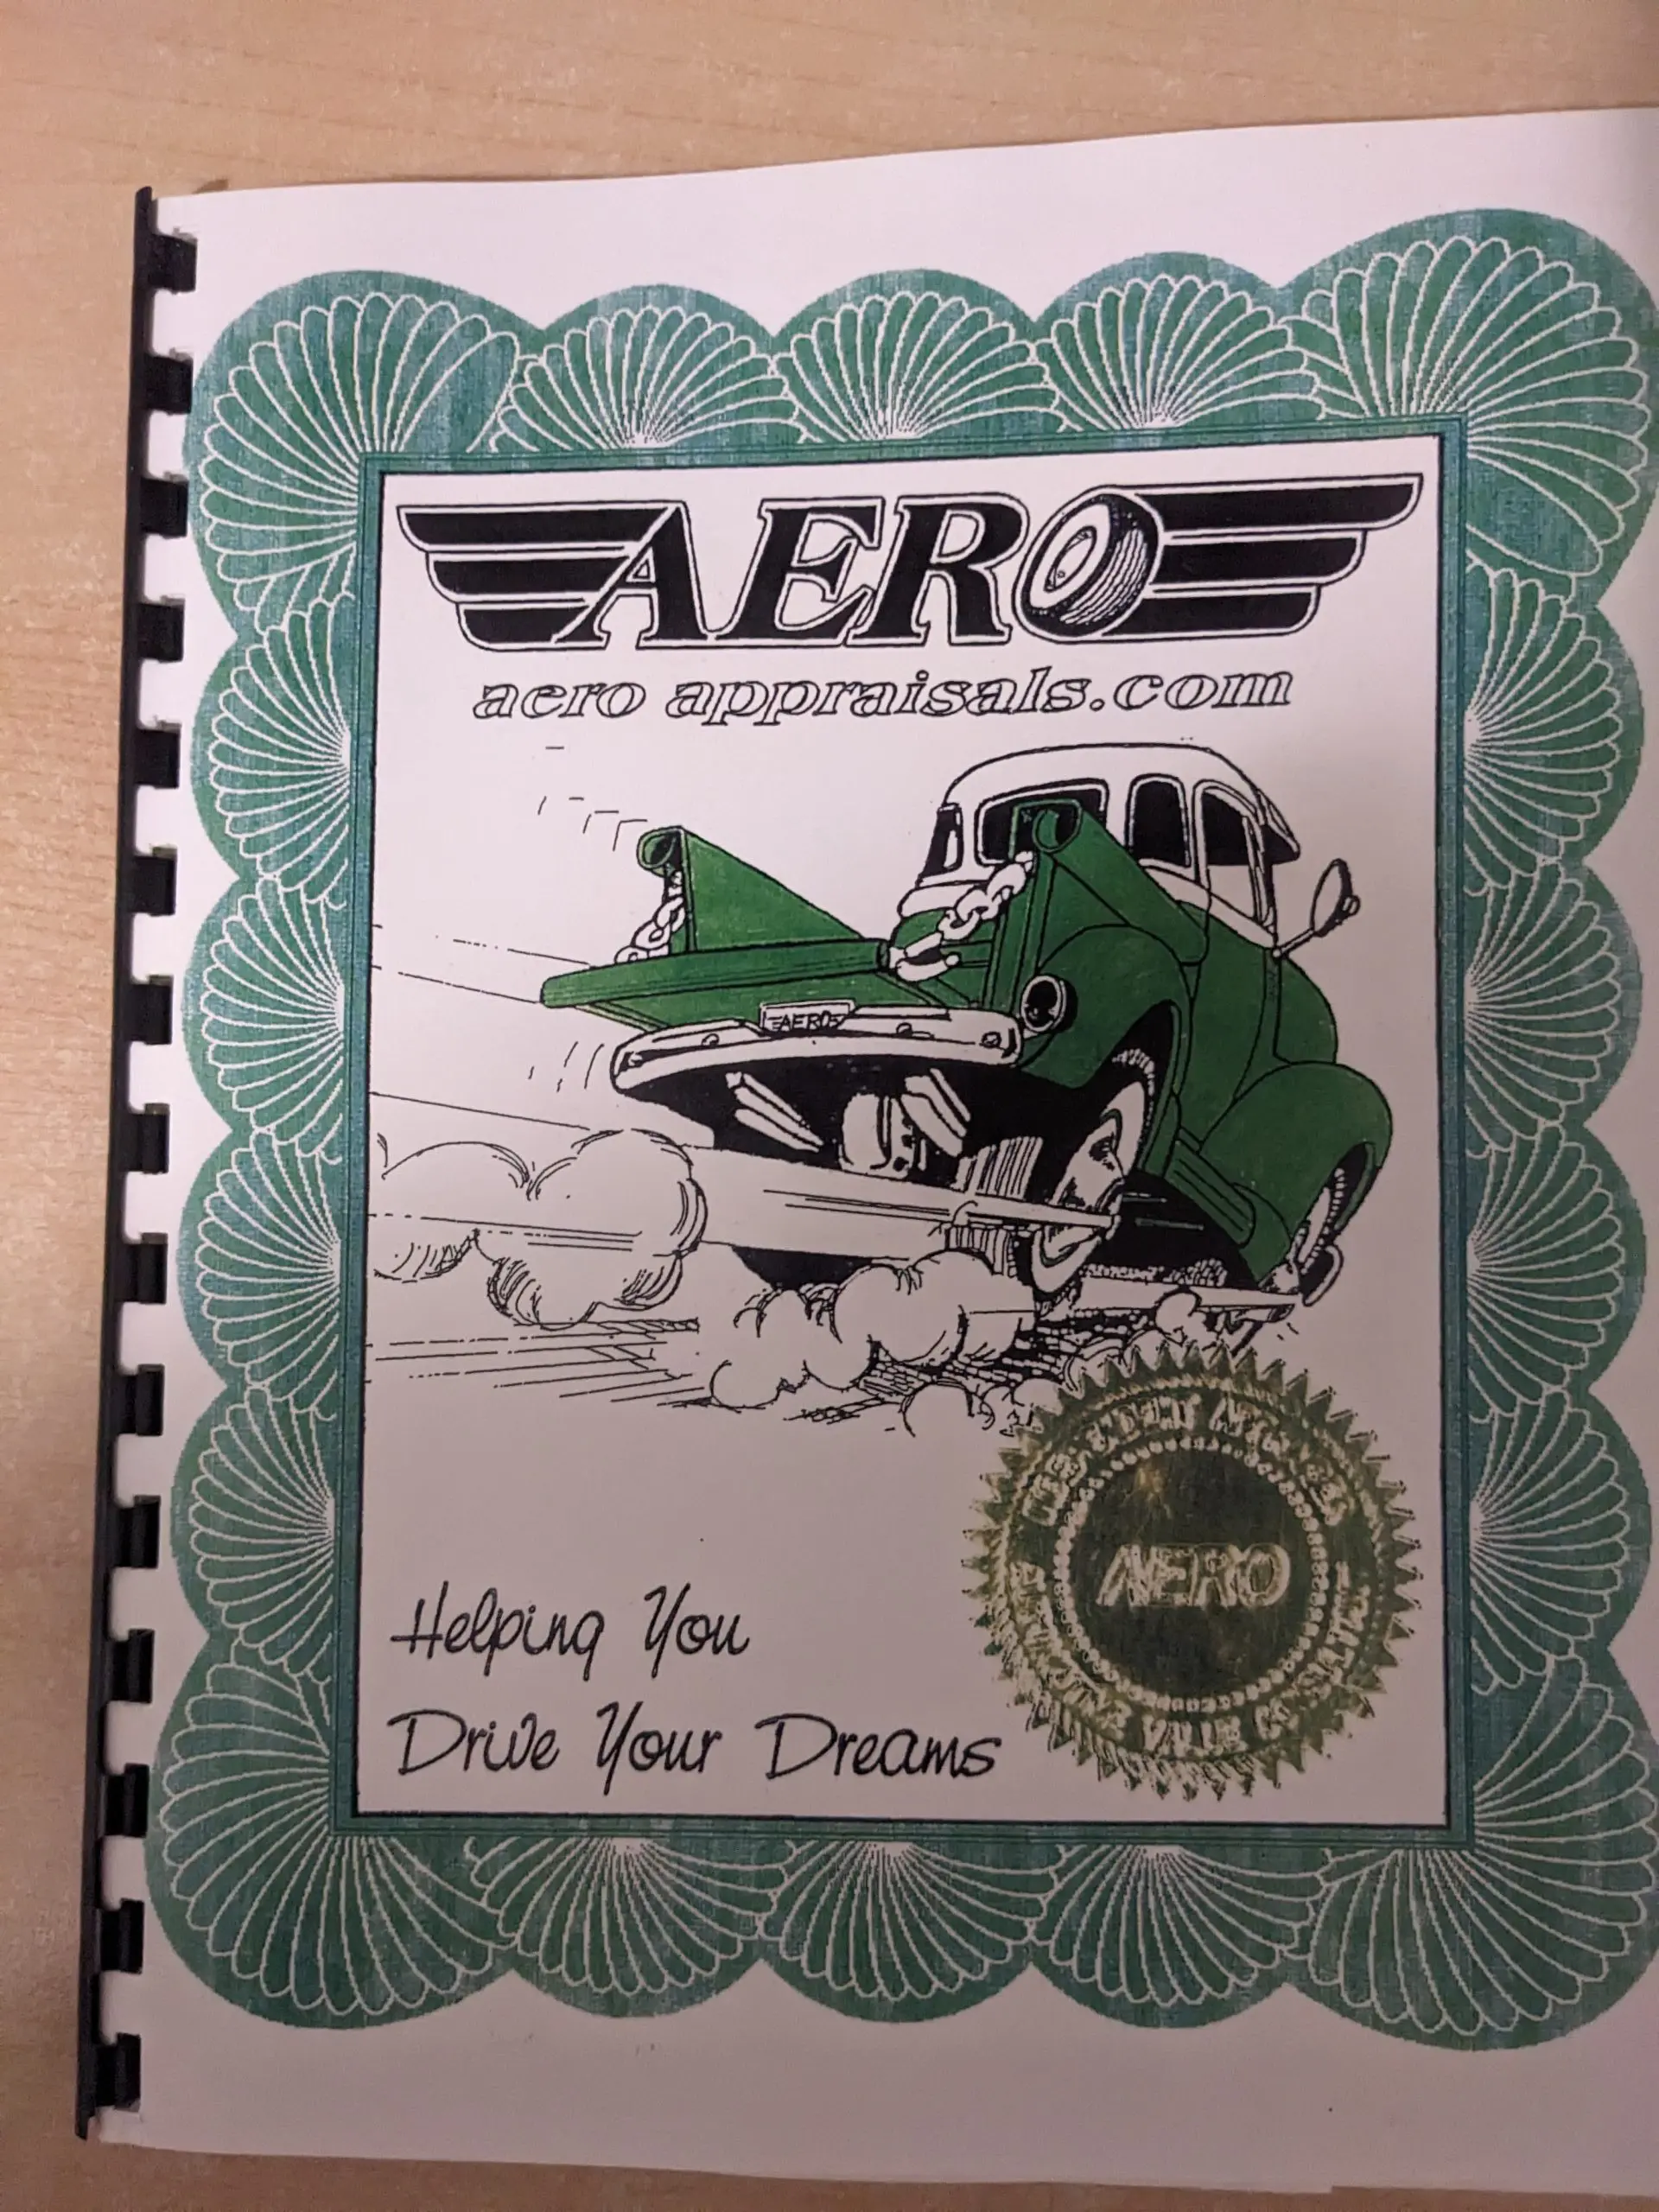 AERO
aero appraisals.com
AERO
Helping You
Drive Your Dreams
AERO